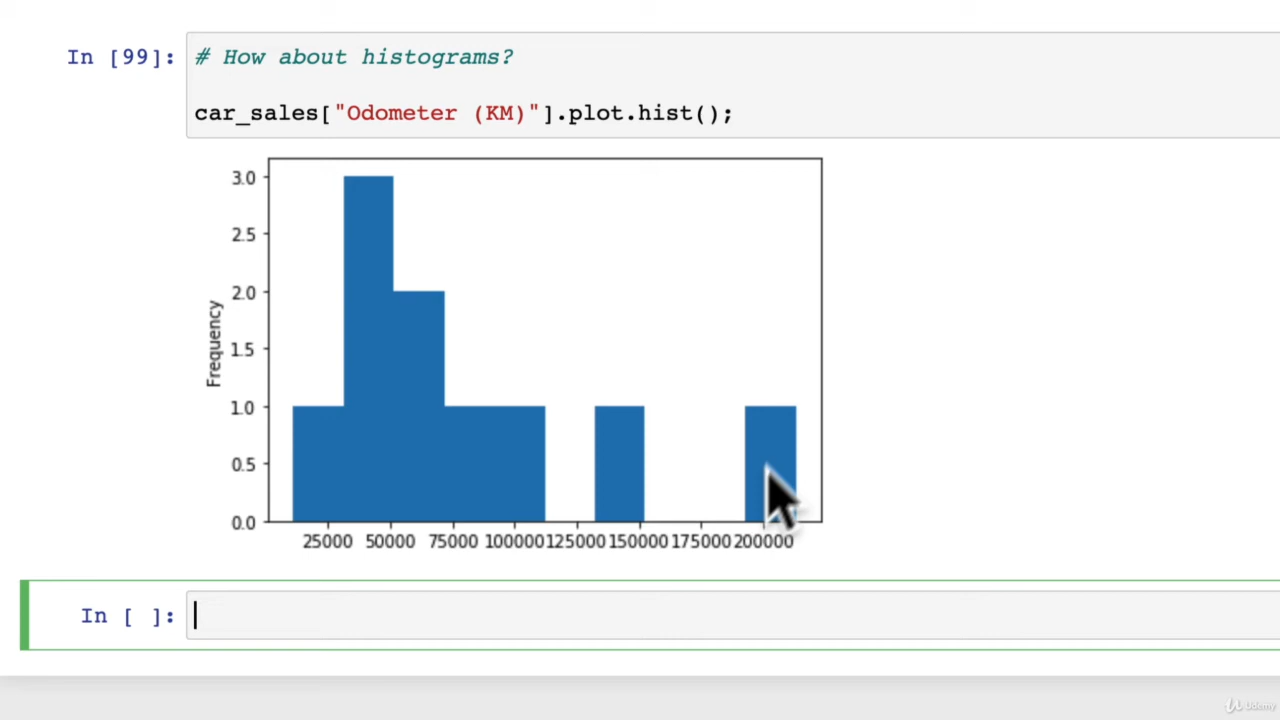 In [99]: # How about histograms?
car_sales["Odometer (KM)"].plot.hist();
3.0
2.5
2.0
1.5
1.0
0.5
0.0
Frequency
25000 50000 75000 100000 125000 150000 175000 200000
In [ ]:
Udemy